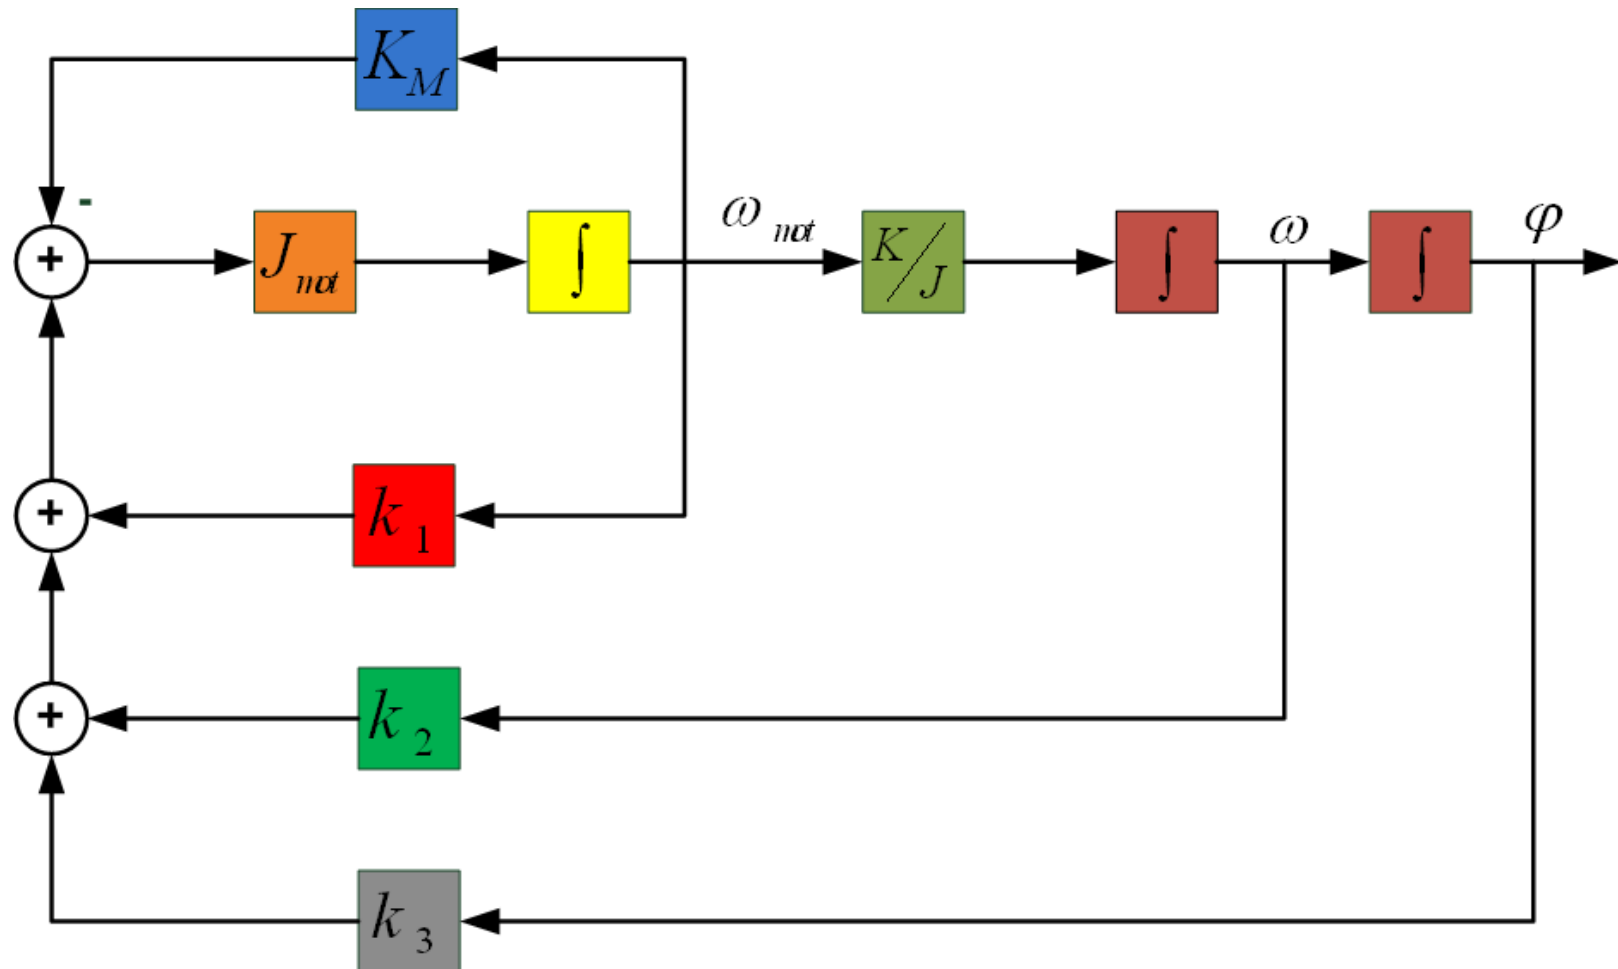 K_M
-
+ J_mot ∫ ω_mot K/J ∫ ω ∫ φ
+ k_1
+ k_2
k_3